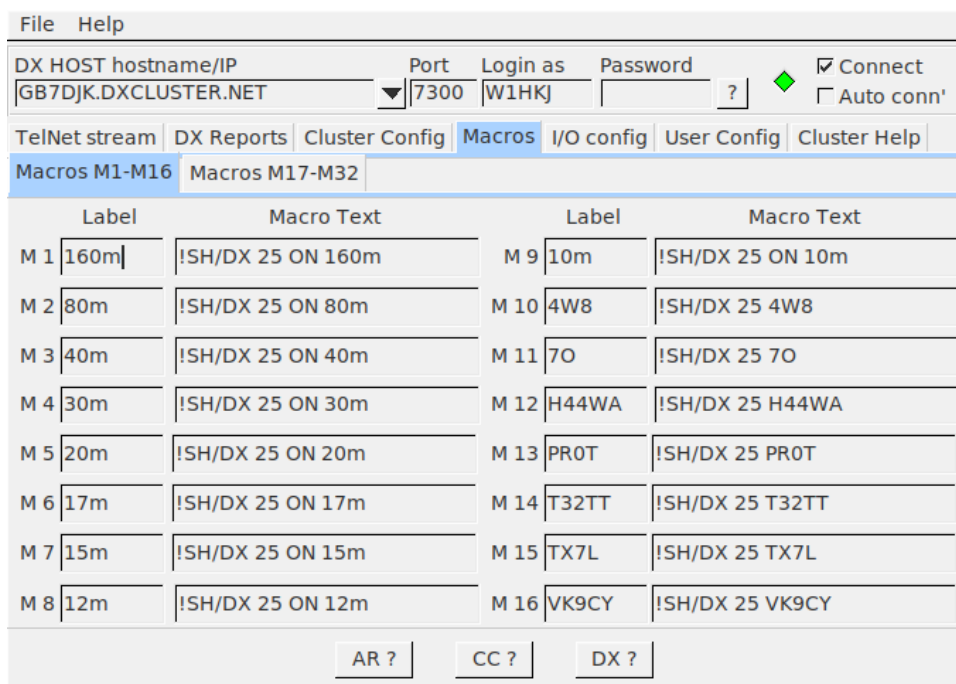 File Help
DX HOST hostname/IP Port Login as Password
GB7DJK.DXCLUSTER.NET 7300 W1HKJ ? Connect
Auto conn'
TelNet stream DX Reports Cluster Config Macros I/O config User Config Cluster Help
Macros M1-M16 Macros M17-M32
Label Macro Text Label Macro Text
M 1 160m !SH/DX 25 ON 160m M 9 10m !SH/DX 25 ON 10m
M 2 80m !SH/DX 25 ON 80m M 10 4W8 !SH/DX 25 4W8
M 3 40m !SH/DX 25 ON 40m M 11 7O !SH/DX 25 7O
M 4 30m !SH/DX 25 ON 30m M 12 H44WA !SH/DX 25 H44WA
M 5 20m !SH/DX 25 ON 20m M 13 PR0T !SH/DX 25 PR0T
M 6 17m !SH/DX 25 ON 17m M 14 T32TT !SH/DX 25 T32TT
M 7 15m !SH/DX 25 ON 15m M 15 TX7L !SH/DX 25 TX7L
M 8 12m !SH/DX 25 ON 12m M 16 VK9CY !SH/DX 25 VK9CY
AR ? CC ? DX ?